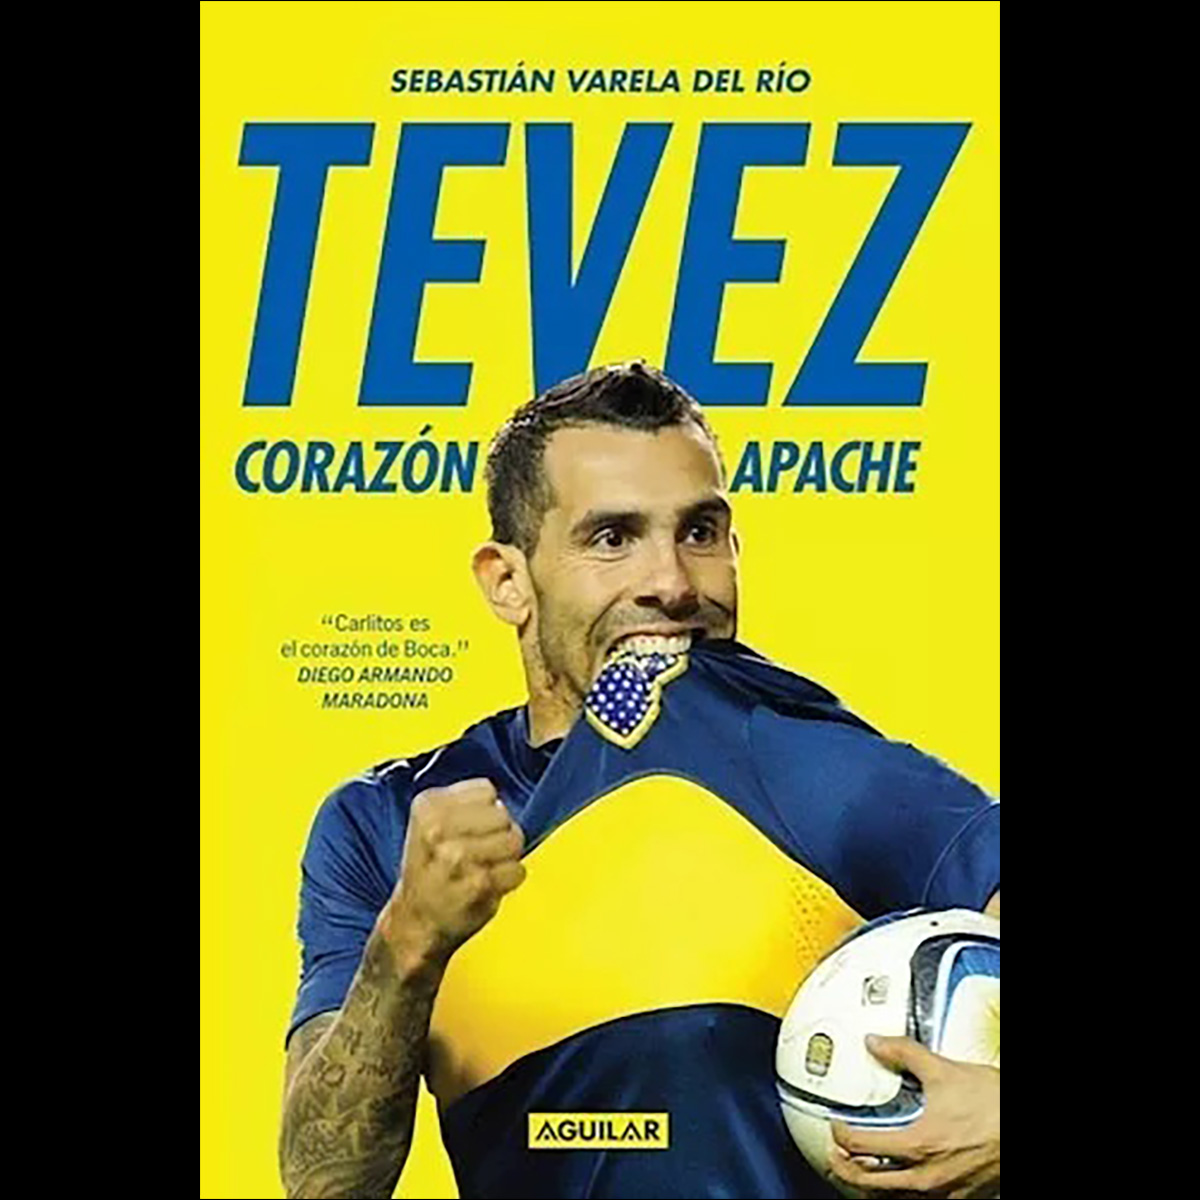 SEBASTIÁN VARELA DEL RÍO
TEVEZ
CORAZÓN APACHE
“Carlitos es
el corazón de Boca.”
DIEGO ARMANDO
MARADONA
AGUILAR